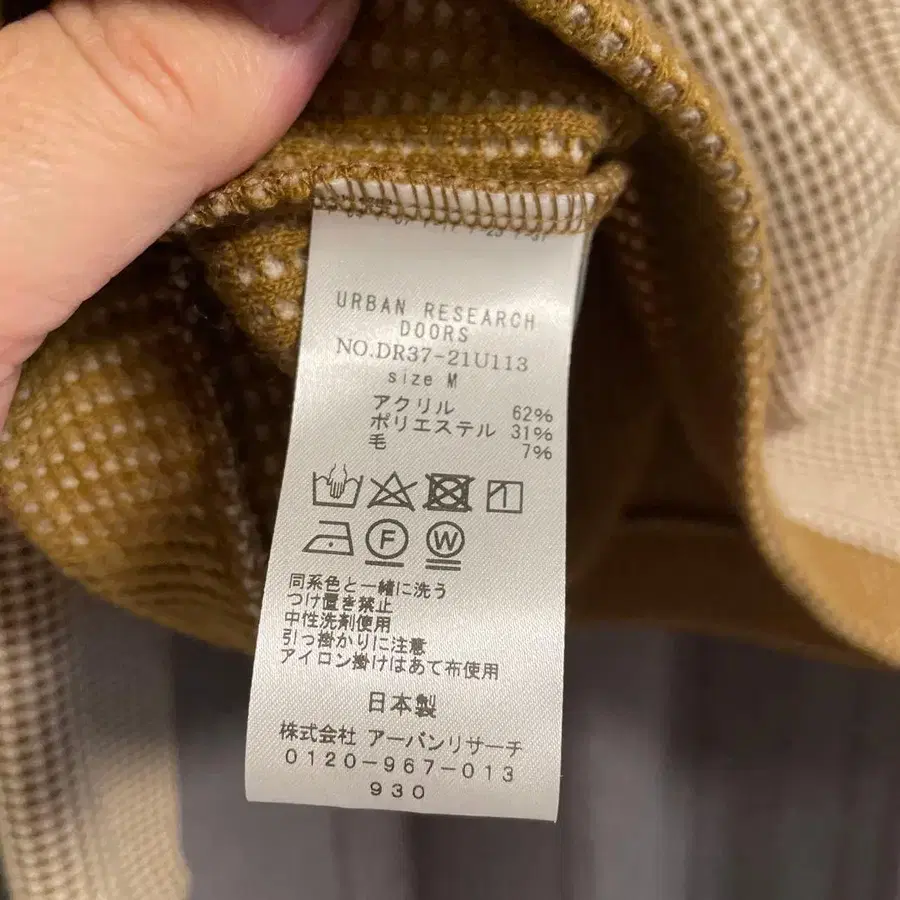 URBAN RESEARCH
DOORS
NO.DR37-21U113
size M
アクリル 62%
ポリエステル 31%
毛 7%
F W
同系色と一緒に洗う
つけ置き禁止
中性洗剤使用
引っ掛かりに注意
アイロン掛けはあて布使用
日本製
株式会社 アーバンリサーチ
0120-967-013
930